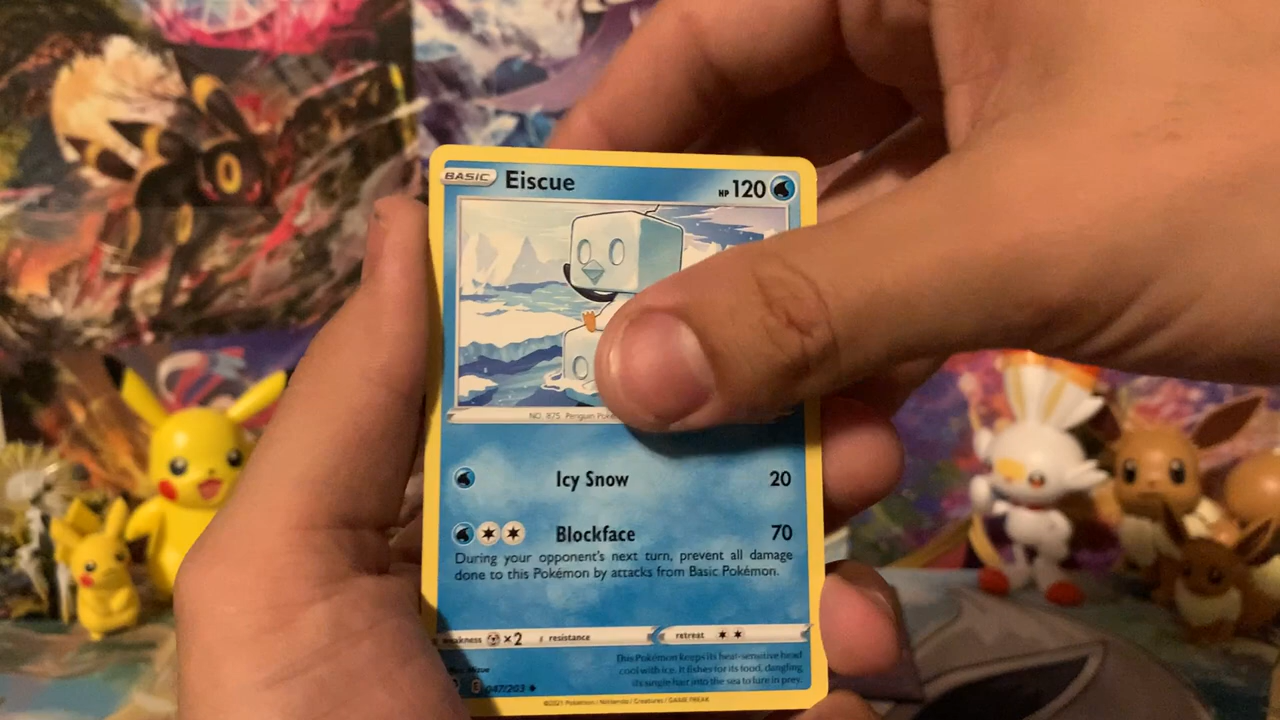 BASIC Eiscue HP 120
NO. 875 Penguin Poké
Icy Snow 20
Blockface 70
During your opponent's next turn, prevent all damage
done to this Pokémon by attacks from Basic Pokémon.
weakness ×2 resistance retreat
This Pokémon keeps its heat-sensitive head
cool with ice. It fishes for its food, dangling
its single hair into the sea to lure in prey.
047/203
©2021 Pokémon / Nintendo / Creatures / GAME FREAK